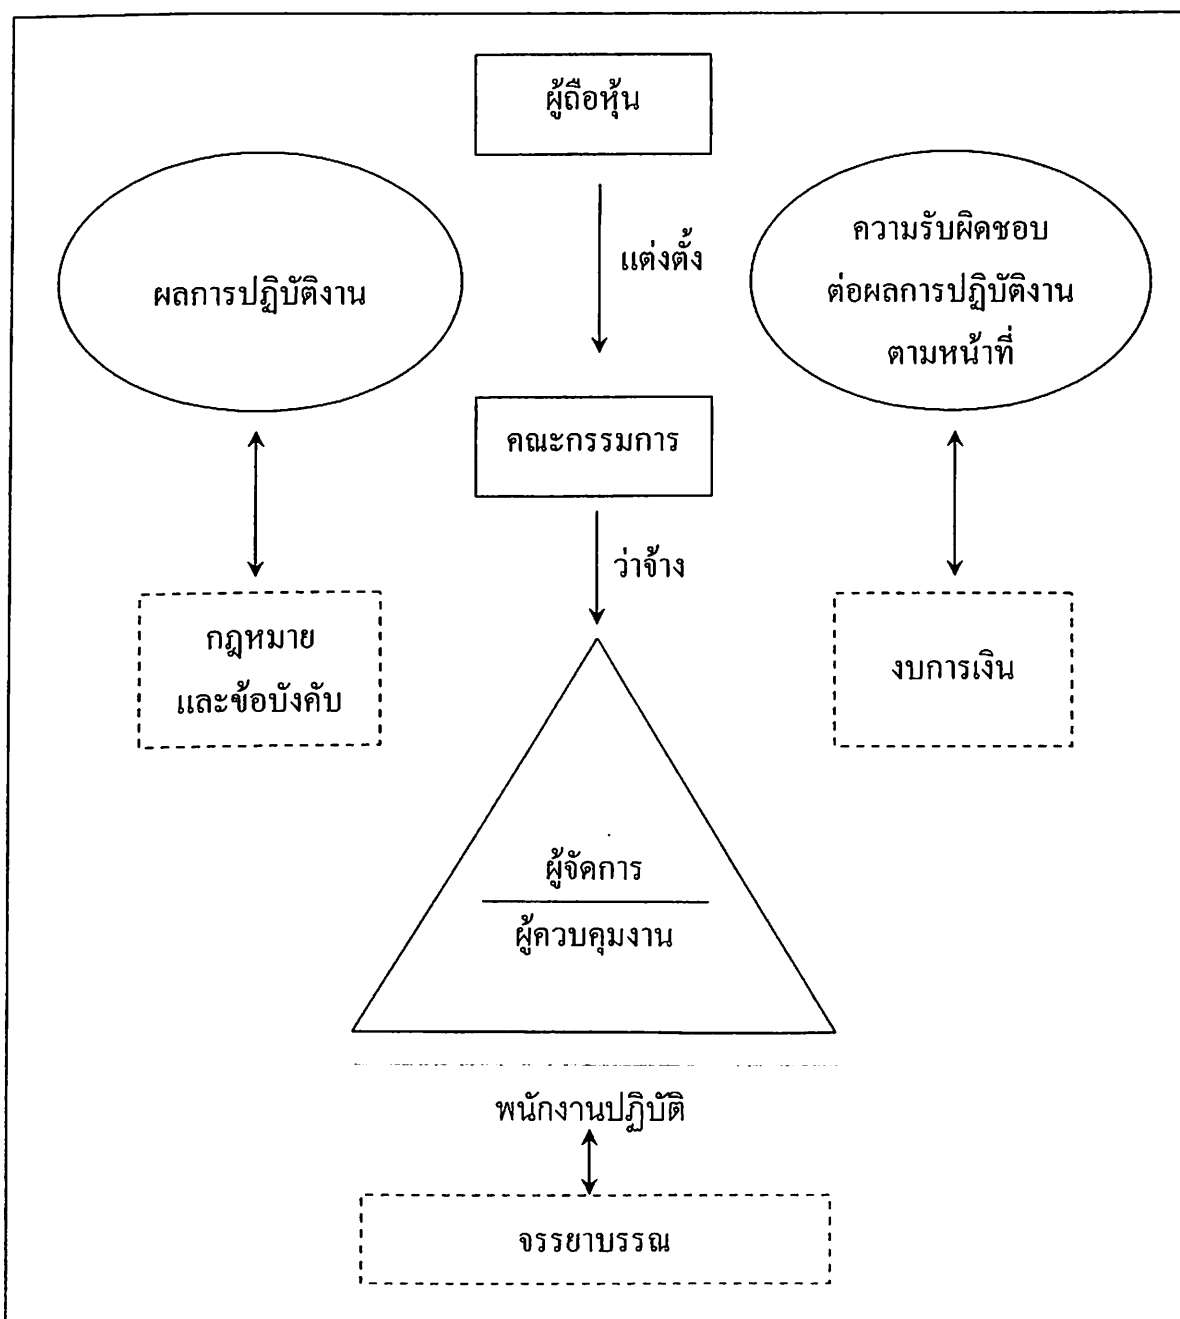 ผู้ถือหุ้น
แต่งตั้ง
ผลการปฏิบัติงาน
ความรับผิดชอบ
ต่อผลการปฏิบัติงาน
ตามหน้าที่
คณะกรรมการ
ว่าจ้าง
กฎหมาย
และข้อบังคับ
งบการเงิน
ผู้จัดการ
ผู้ควบคุมงาน
พนักงานปฏิบัติ
จรรยาบรรณ